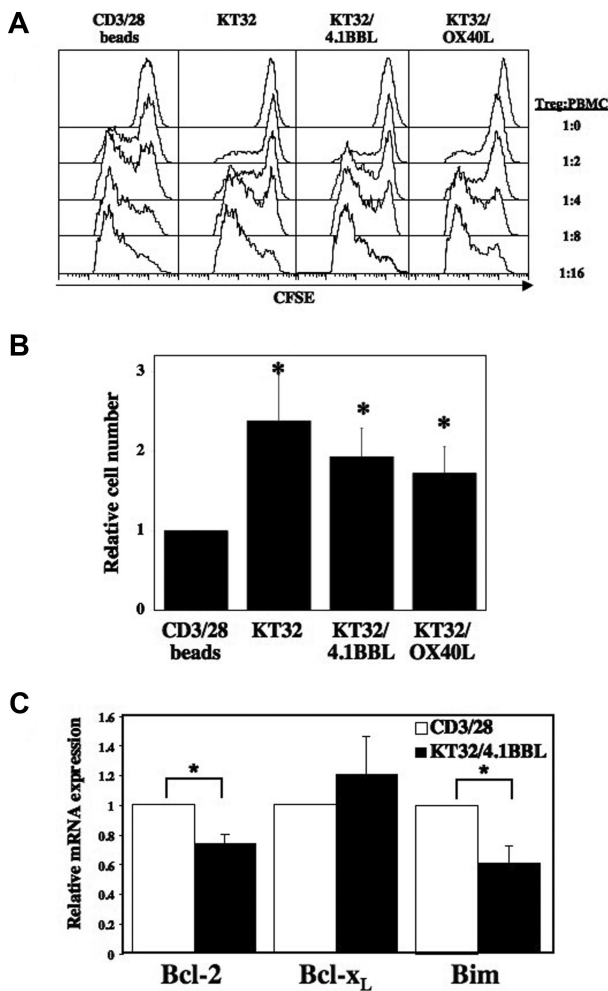 A
CD3/28 KT32 KT32/ KT32/
beads 4.1BBL OX40L
Treg:PBMC
1:0
1:2
1:4
1:8
1:16
CFSE
B
Relative cell number
3
2
1
0
* * *
CD3/28 KT32 KT32/ KT32/
beads 4.1BBL OX40L
C
Relative mRNA expression
1.6
1.4
1.2
1
0.8
0.6
0.4
0.2
0
CD3/28
KT32/4.1BBL
* *
Bcl-2 Bcl-xL Bim